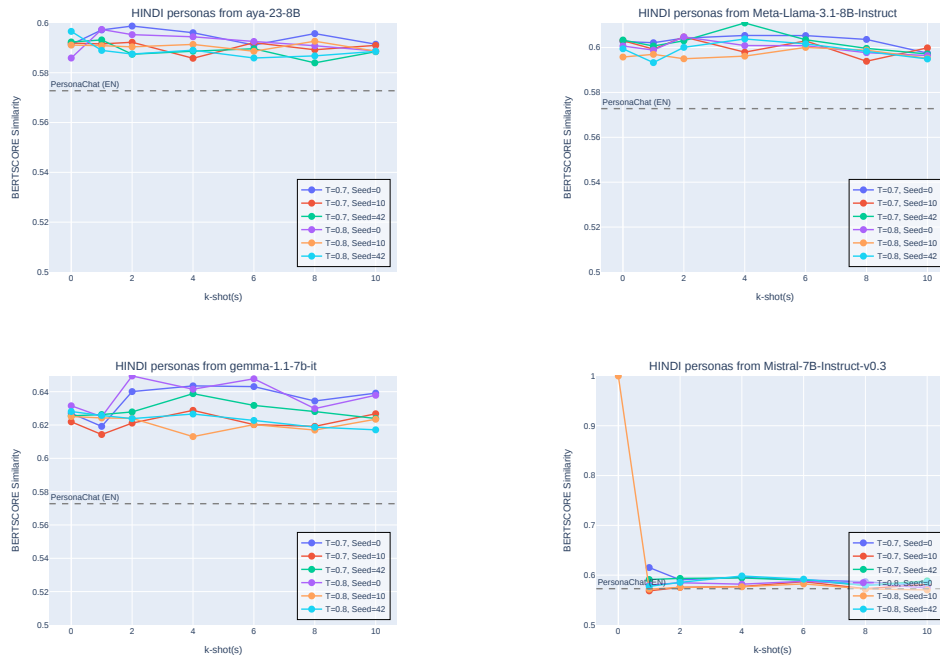 HINDI personas from aya-23-8B
0.6
0.58
0.56
0.54
0.52
0.5
BERTSCORE Similarity
PersonaChat (EN)
T=0.7, Seed=0
T=0.7, Seed=10
T=0.7, Seed=42
T=0.8, Seed=0
T=0.8, Seed=10
T=0.8, Seed=42
0 2 4 6 8 10
k-shot(s)
HINDI personas from Meta-Llama-3.1-8B-Instruct
0.6
0.58
0.56
0.54
0.52
0.5
BERTSCORE Similarity
PersonaChat (EN)
T=0.7, Seed=0
T=0.7, Seed=10
T=0.7, Seed=42
T=0.8, Seed=0
T=0.8, Seed=10
T=0.8, Seed=42
0 2 4 6 8 10
k-shot(s)
HINDI personas from gemma-1.1-7b-it
0.64
0.62
0.6
0.58
0.56
0.54
0.52
0.5
BERTSCORE Similarity
PersonaChat (EN)
T=0.7, Seed=0
T=0.7, Seed=10
T=0.7, Seed=42
T=0.8, Seed=0
T=0.8, Seed=10
T=0.8, Seed=42
0 2 4 6 8 10
k-shot(s)
HINDI personas from Mistral-7B-Instruct-v0.3
1
0.9
0.8
0.7
0.6
0.5
BERTSCORE Similarity
PersonaChat (EN)
T=0.7, Seed=0
T=0.7, Seed=10
T=0.7, Seed=42
T=0.8, Seed=0
T=0.8, Seed=10
T=0.8, Seed=42
0 2 4 6 8 10
k-shot(s)